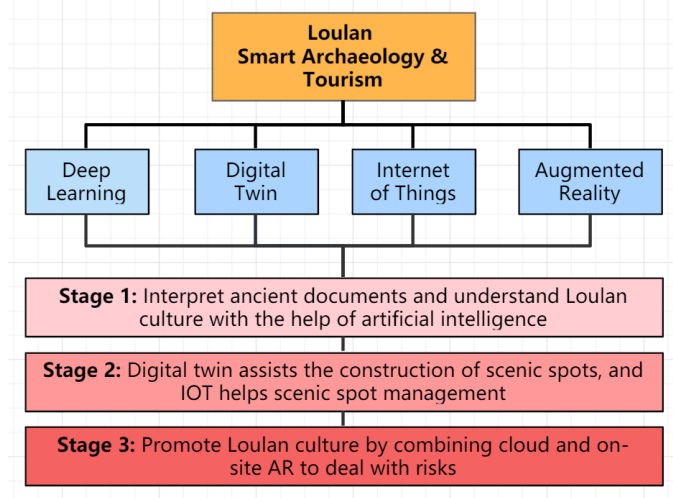 Loulan
Smart Archaeology &
Tourism
Deep
Learning
Digital
Twin
Internet
of Things
Augmented
Reality
Stage 1: Interpret ancient documents and understand Loulan
culture with the help of artificial intelligence
Stage 2: Digital twin assists the construction of scenic spots, and
IOT helps scenic spot management
Stage 3: Promote Loulan culture by combining cloud and on-
site AR to deal with risks